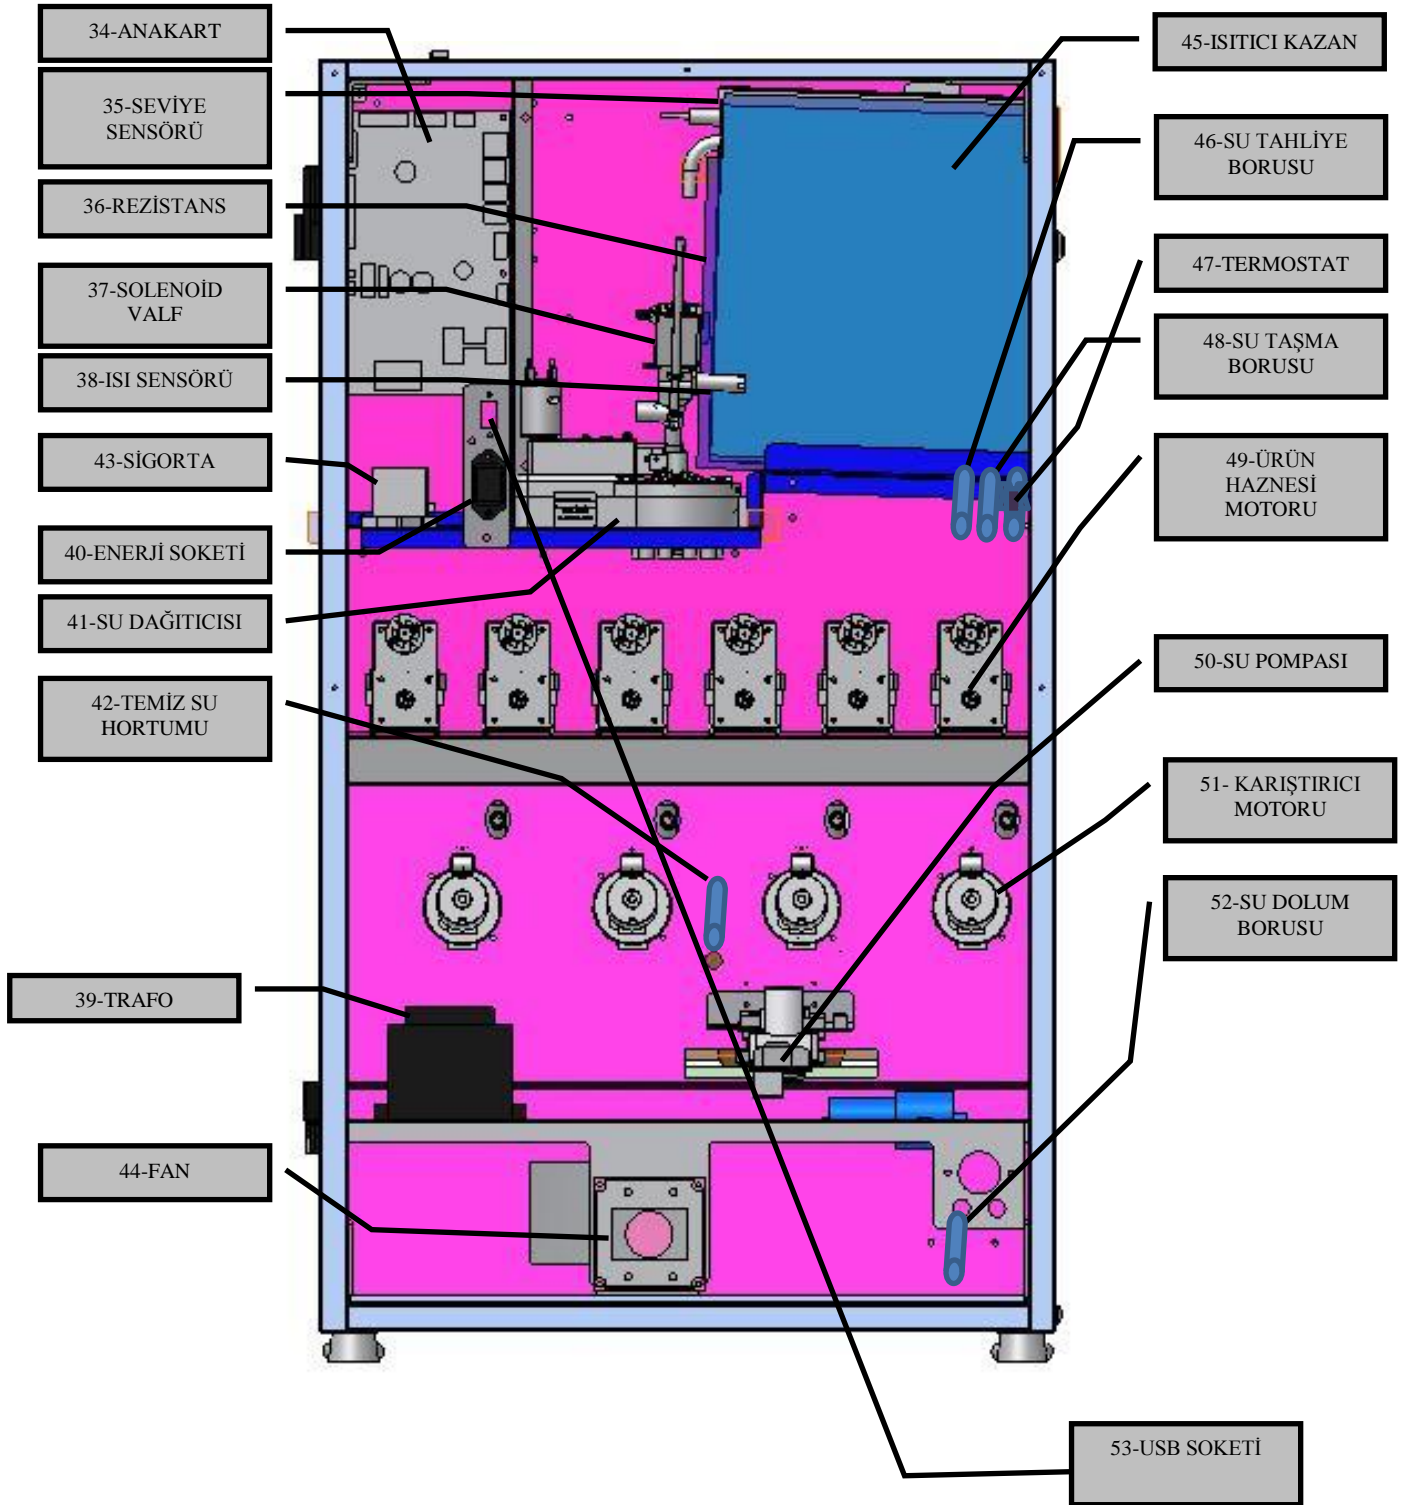 34-ANAKART
35-SEVİYE
SENSÖRÜ
36-REZİSTANS
37-SOLENOİD
VALF
38-ISI SENSÖRÜ
43-SİGORTA
40-ENERJİ SOKETİ
41-SU DAĞITICISI
42-TEMİZ SU
HORTUMU
39-TRAFO
44-FAN
45-ISITICI KAZAN
46-SU TAHLİYE
BORUSU
47-TERMOSTAT
48-SU TAŞMA
BORUSU
49-ÜRÜN
HAZNESİ
MOTORU
50-SU POMPASI
51- KARIŞTIRICI
MOTORU
52-SU DOLUM
BORUSU
53-USB SOKETİ